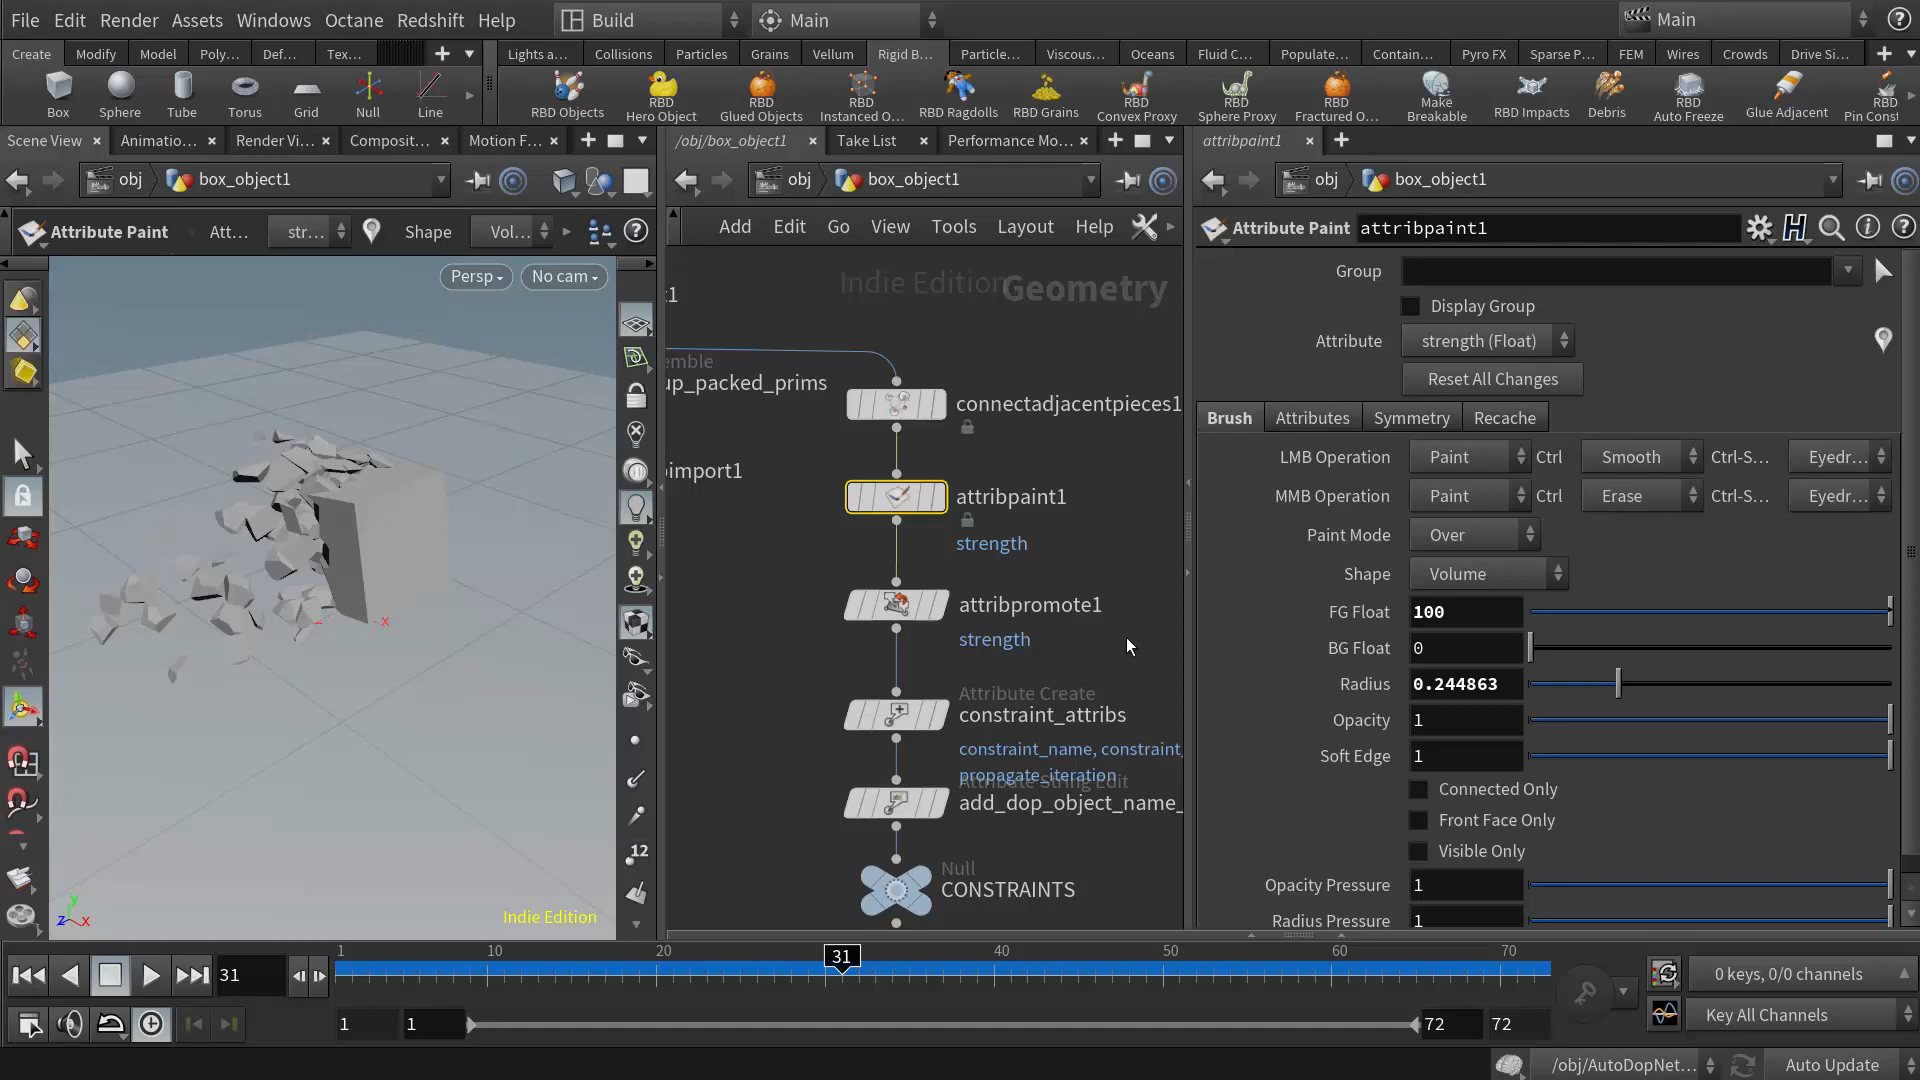 File Edit Render Assets Windows Octane Redshift Help Build Main Main
Create Modify Model Poly... Def... Tex... Lights a... Collisions Particles Grains Vellum Rigid B... Particle... Viscous... Oceans Fluid C... Populate... Contain... Pyro FX Sparse P... FEM Wires Crowds Drive Si...
Box Sphere Tube Torus Grid Null Line
RBD Objects
RBD Hero Object
RBD Glued Objects
RBD Instanced O...
RBD Ragdolls
RBD Grains
RBD Convex Proxy
RBD Sphere Proxy
RBD Fractured O...
Make Breakable
RBD Impacts
Debris
RBD Auto Freeze
Glue Adjacent
RBD Pin Const
Scene View Animatio... Render Vi... Composit... Motion F...
obj box_object1
Attribute Paint Att... str... Shape Vol...
Persp No cam
x
y
z x
Indie Edition
12
/obj/box_object1 Take List Performance Mo...
obj box_object1
Add Edit Go View Tools Layout Help
Indie Edition Geometry
t1
emble
up_packed_prims
connectadjacentpieces1
import1
attribpaint1
strength
attribpromote1
strength
Attribute Create
constraint_attribs
constraint_name, constraint_
propagate_iteration
Attribute String Edit
add_dop_object_name_
Null
CONSTRAINTS
attribpaint1
obj box_object1
Attribute Paint attribpaint1
Group
Display Group
Attribute strength (Float)
Reset All Changes
Brush Attributes Symmetry Recache
LMB Operation Paint Ctrl Smooth Ctrl-S... Eyedr...
MMB Operation Paint Ctrl Erase Ctrl-S... Eyedr...
Paint Mode Over
Shape Volume
FG Float 100
BG Float 0
Radius 0.244863
Opacity 1
Soft Edge 1
Connected Only
Front Face Only
Visible Only
Opacity Pressure 1
Radius Pressure 1
1 10 20 31 40 50 60 70
31
0 keys, 0/0 channels
1 1 72 72
Key All Channels
/obj/AutoDopNet... Auto Update